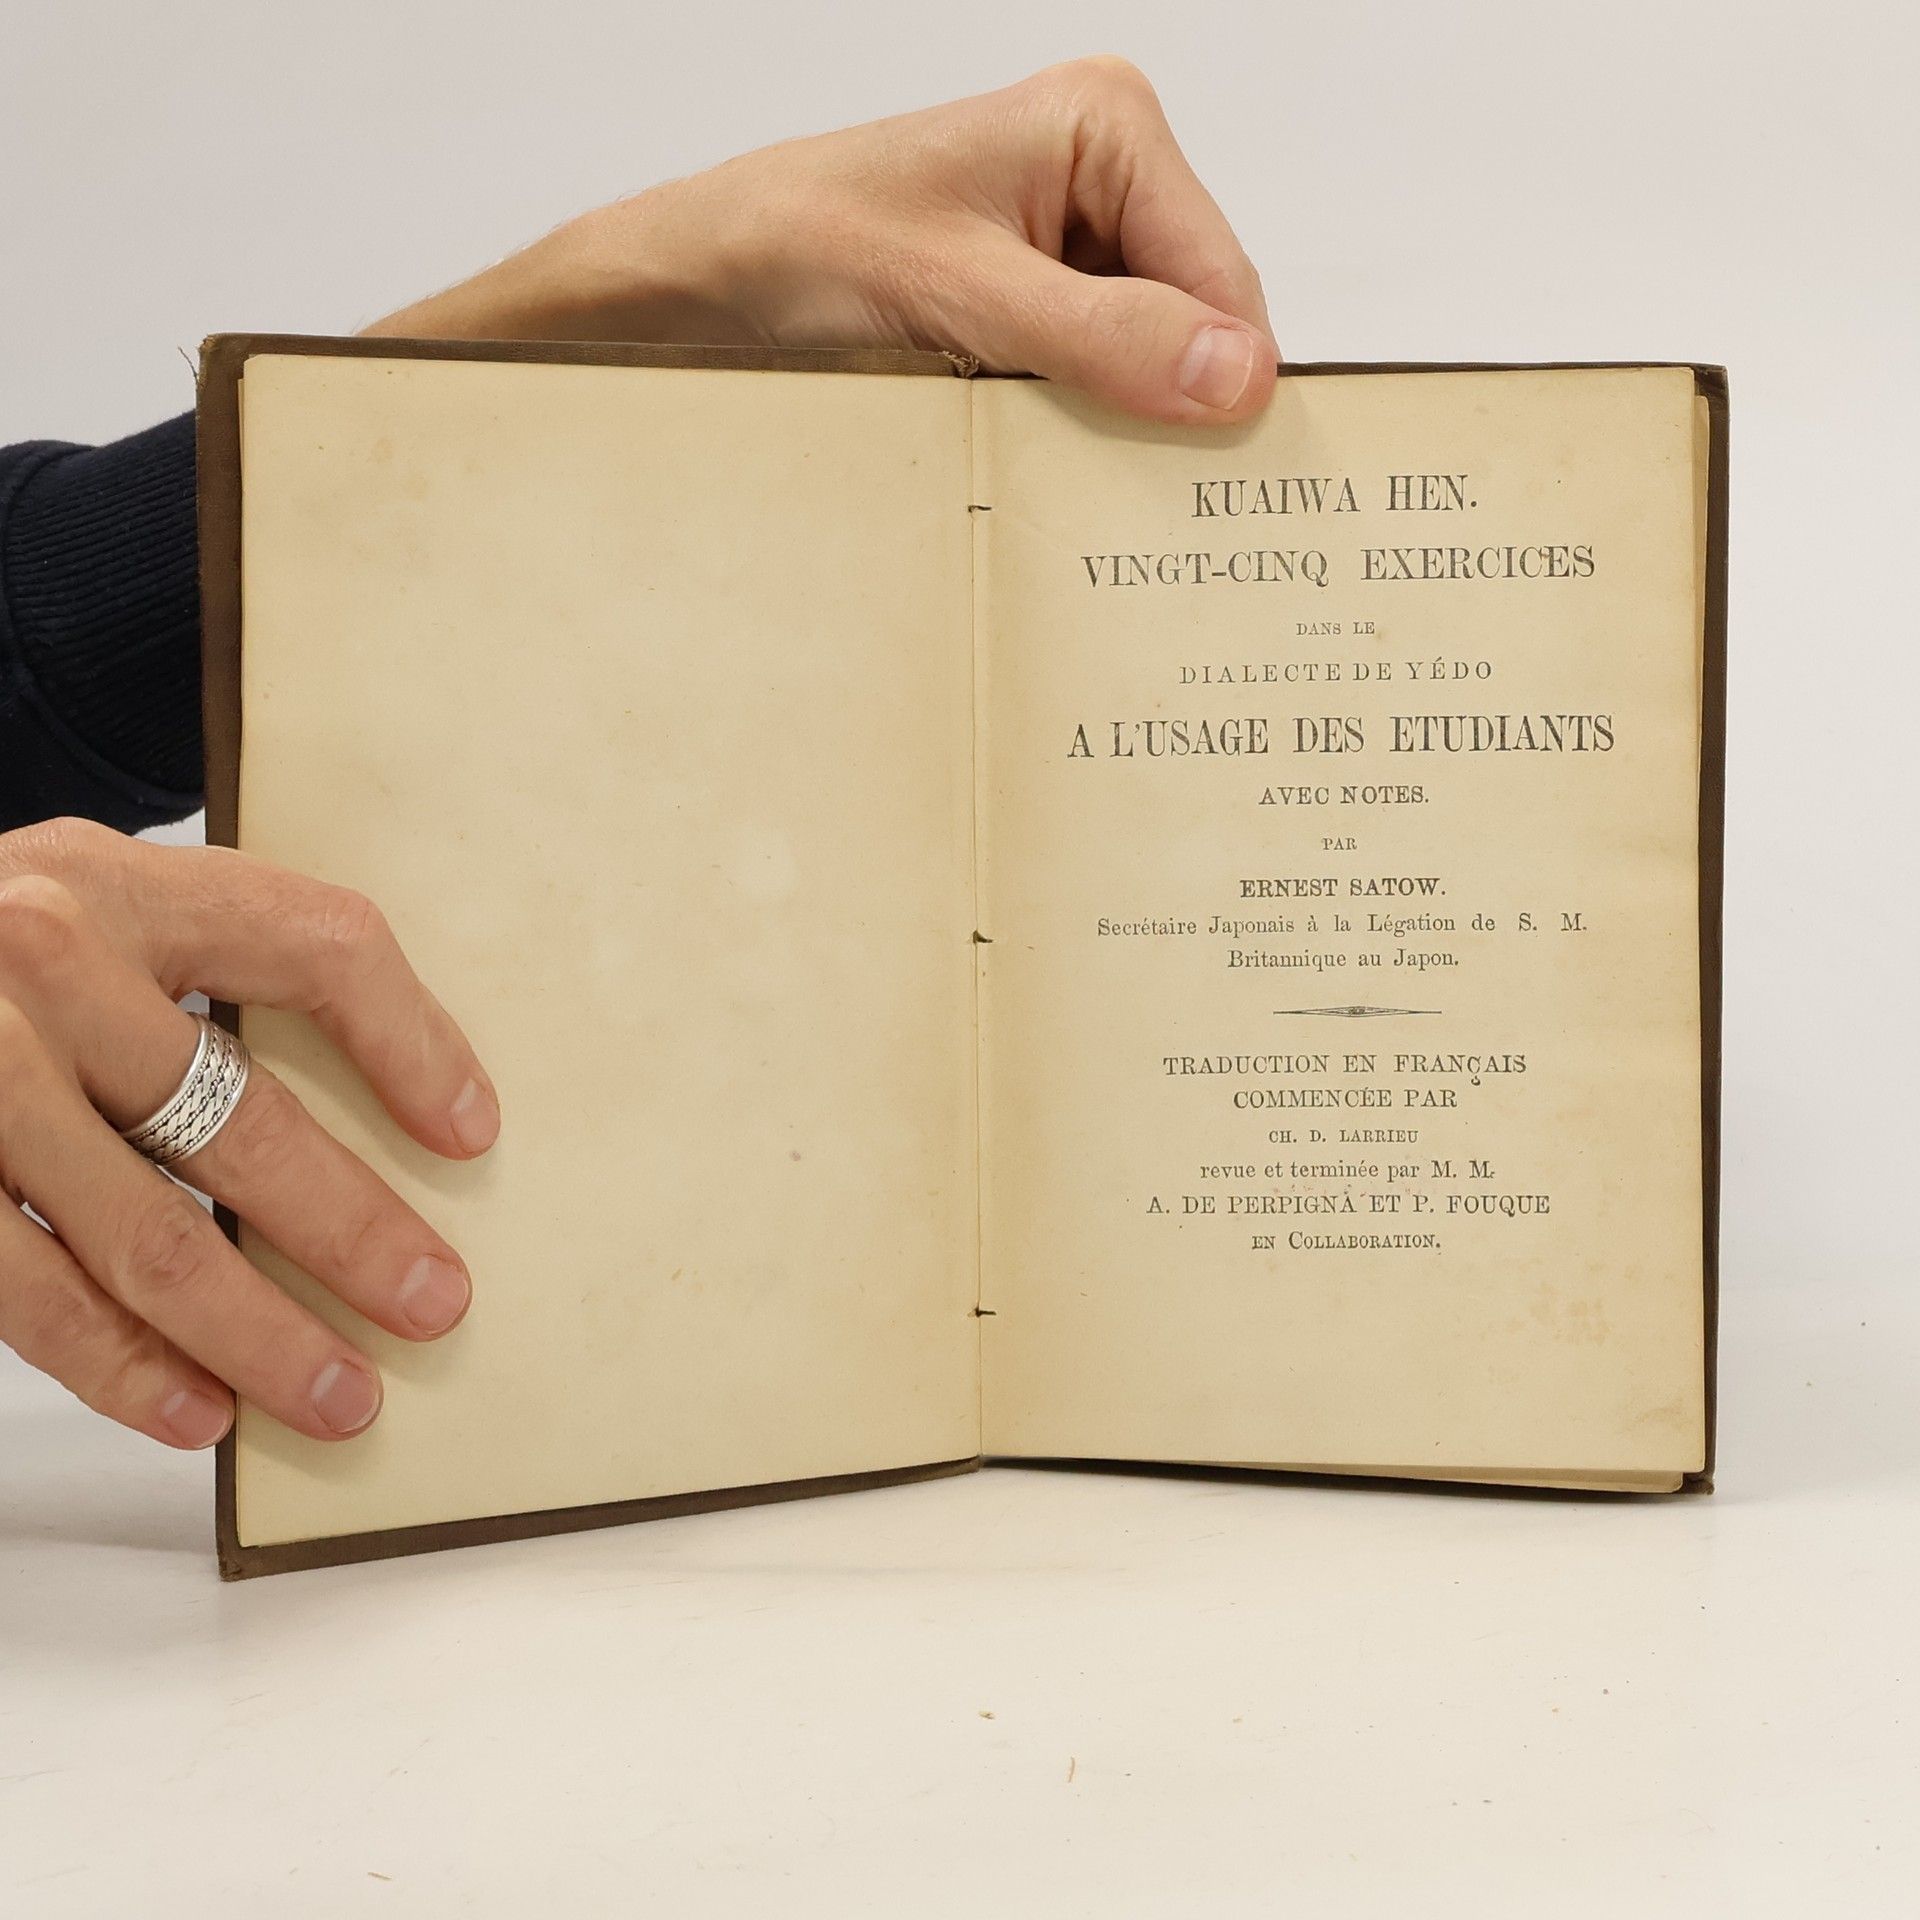 KUAIWA HEN.
VINGT-CINQ EXERCICES
DANS LE
DIALECTE DE YÉDO
A L'USAGE DES ETUDIANTS
AVEC NOTES.
PAR
ERNEST SATOW.
Secrétaire Japonais à la Légation de S. M.
Britannique au Japon.
TRADUCTION EN FRANÇAIS
COMMENCÉE PAR
CH. D. LARRIEU
revue et terminée par M. M.
A. DE PERPIGNÀ ET P. FOUQUE
EN COLLABORATION.